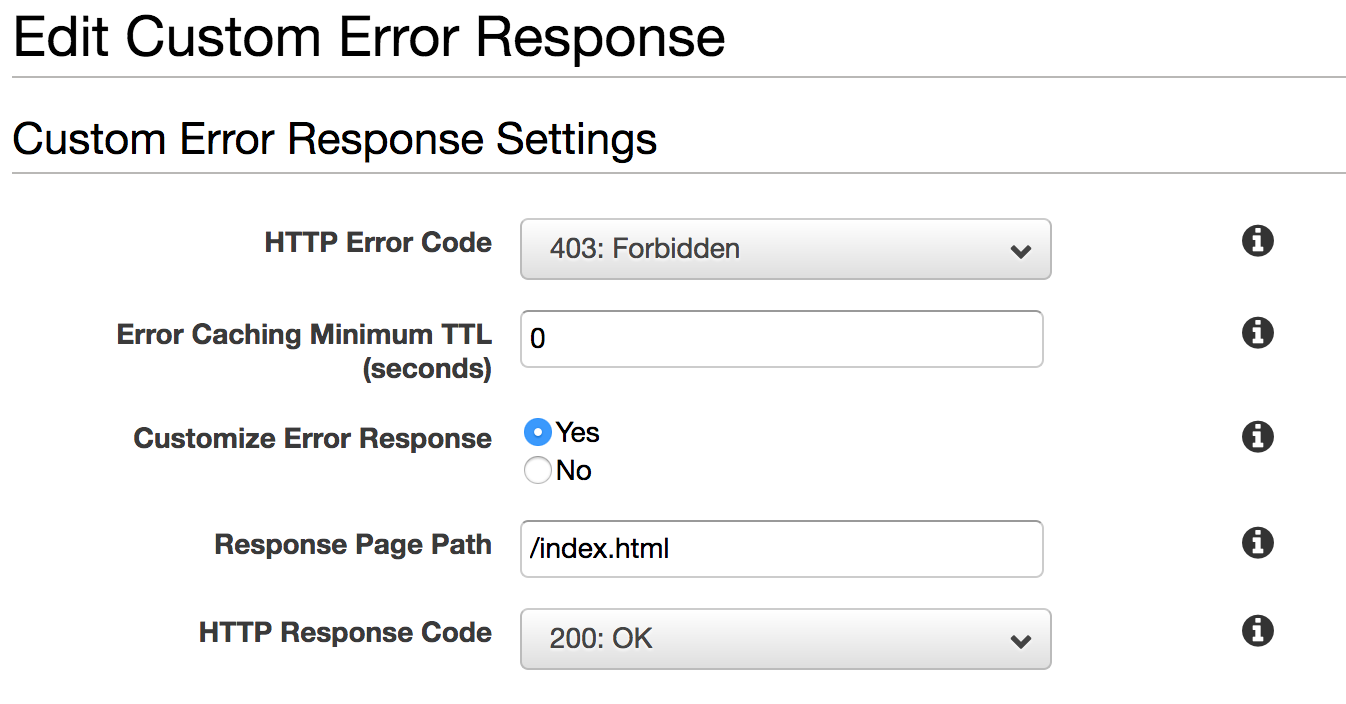 Edit Custom Error Response
Custom Error Response Settings
HTTP Error Code
403: Forbidden
Error Caching Minimum TTL
(seconds)
0
Customize Error Response
Yes
No
Response Page Path
/index.html
HTTP Response Code
200: OK